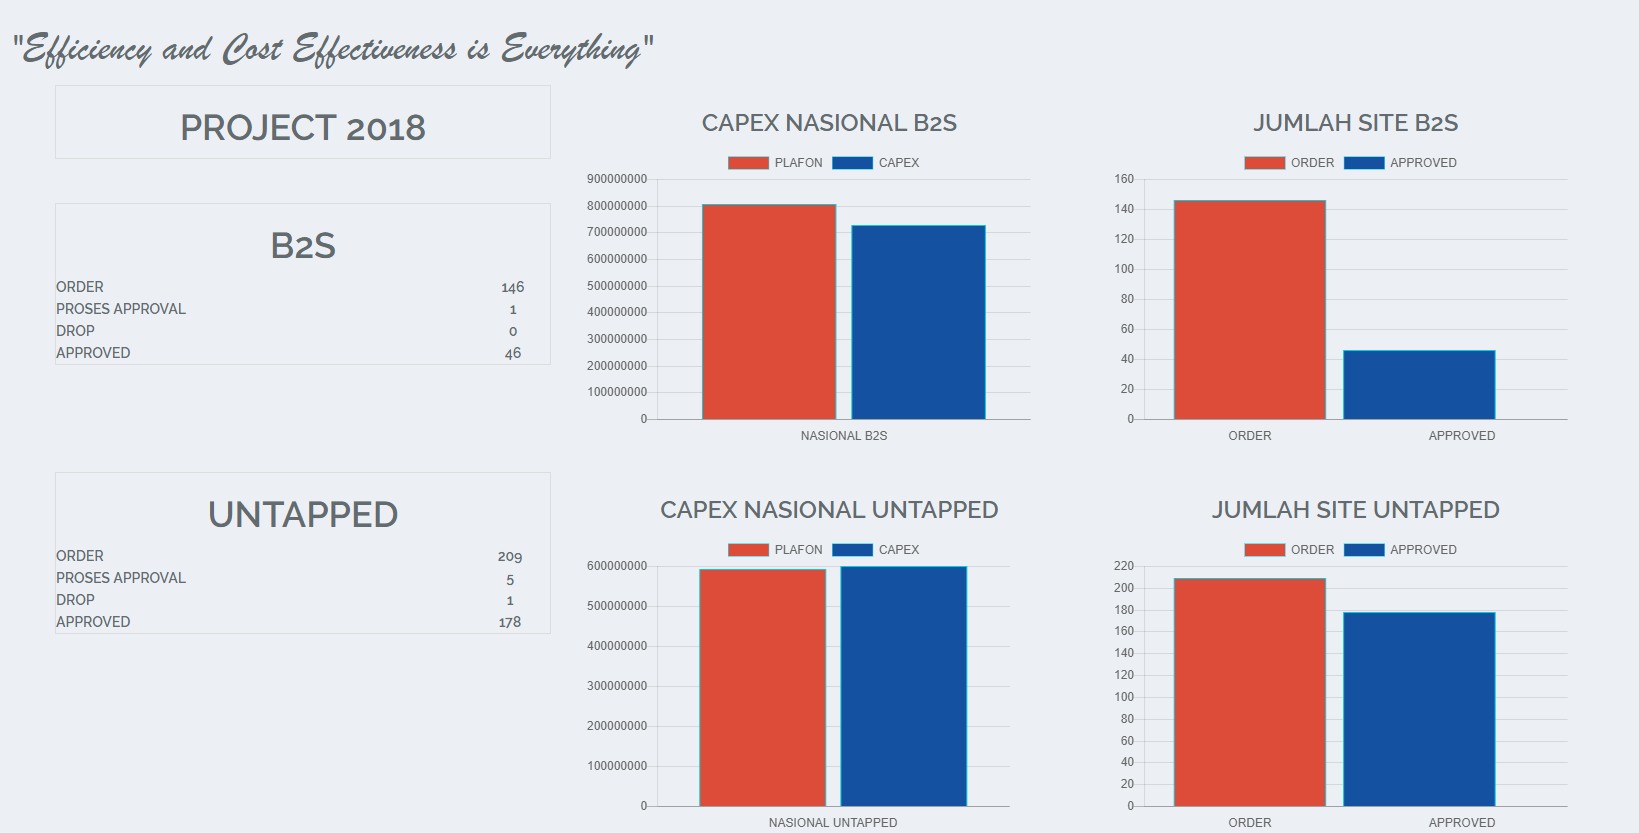 "Efficiency and Cost Effectiveness is Everything"
PROJECT 2018
B2S
ORDER 146
PROSES APPROVAL 1
DROP 0
APPROVED 46
UNTAPPED
ORDER 209
PROSES APPROVAL 5
DROP 1
APPROVED 178
CAPEX NASIONAL B2S
PLAFON CAPEX
900000000
800000000
700000000
600000000
500000000
400000000
300000000
200000000
100000000
0
NASIONAL B2S
JUMLAH SITE B2S
ORDER APPROVED
160
140
120
100
80
60
40
20
0
ORDER APPROVED
CAPEX NASIONAL UNTAPPED
PLAFON CAPEX
600000000
500000000
400000000
300000000
200000000
100000000
0
NASIONAL UNTAPPED
JUMLAH SITE UNTAPPED
ORDER APPROVED
220
200
180
160
140
120
100
80
60
40
20
0
ORDER APPROVED